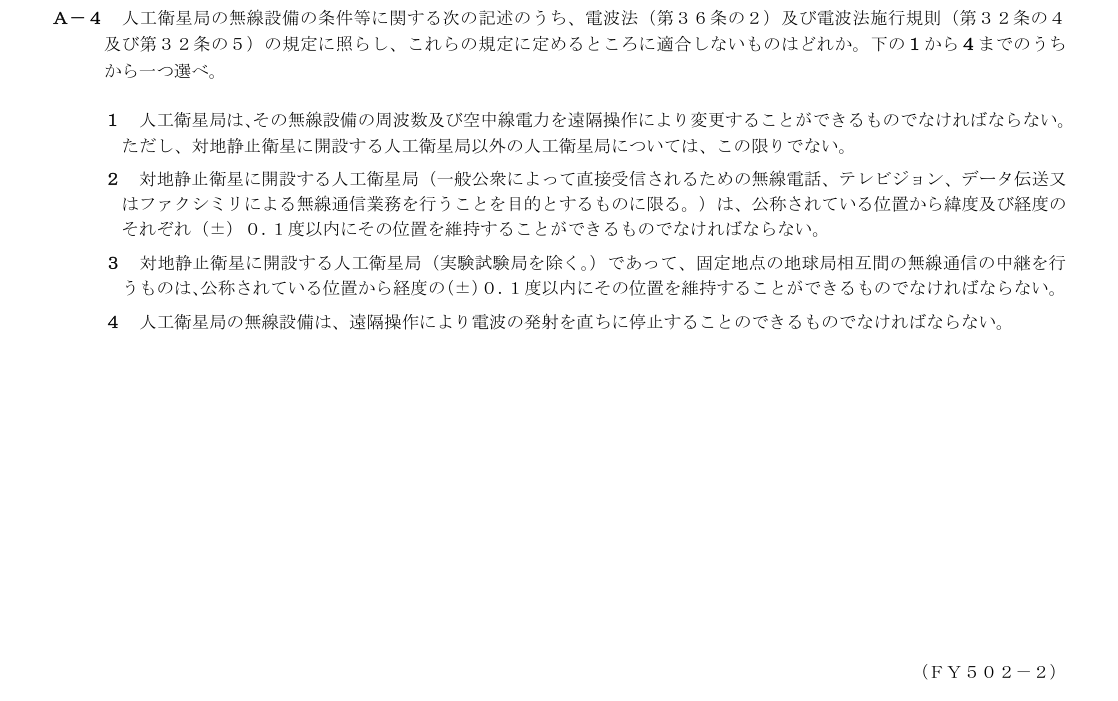 A－4　人工衛星局の無線設備の条件等に関する次の記述のうち、電波法（第３６条の２）及び電波法施行規則（第３２条の４
及び第３２条の５）の規定に照らし、これらの規定に定めるところに適合しないものはどれか。下の1から4までのうち
から一つ選べ。
1　人工衛星局は、その無線設備の周波数及び空中線電力を遠隔操作により変更することができるものでなければならない。
ただし、対地静止衛星に開設する人工衛星局以外の人工衛星局については、この限りでない。
2　対地静止衛星に開設する人工衛星局（一般公衆によって直接受信されるための無線電話、テレビジョン、データ伝送又
はファクシミリによる無線通信業務を行うことを目的とするものに限る。）は、公称されている位置から緯度及び経度の
それぞれ（±）０.１度以内にその位置を維持することができるものでなければならない。
3　対地静止衛星に開設する人工衛星局（実験試験局を除く。）であって、固定地点の地球局相互間の無線通信の中継を行
うものは、公称されている位置から経度の（±）０.１度以内にその位置を維持することができるものでなければならない。
4　人工衛星局の無線設備は、遠隔操作により電波の発射を直ちに停止することのできるものでなければならない。
（ＦＹ５０２－２）